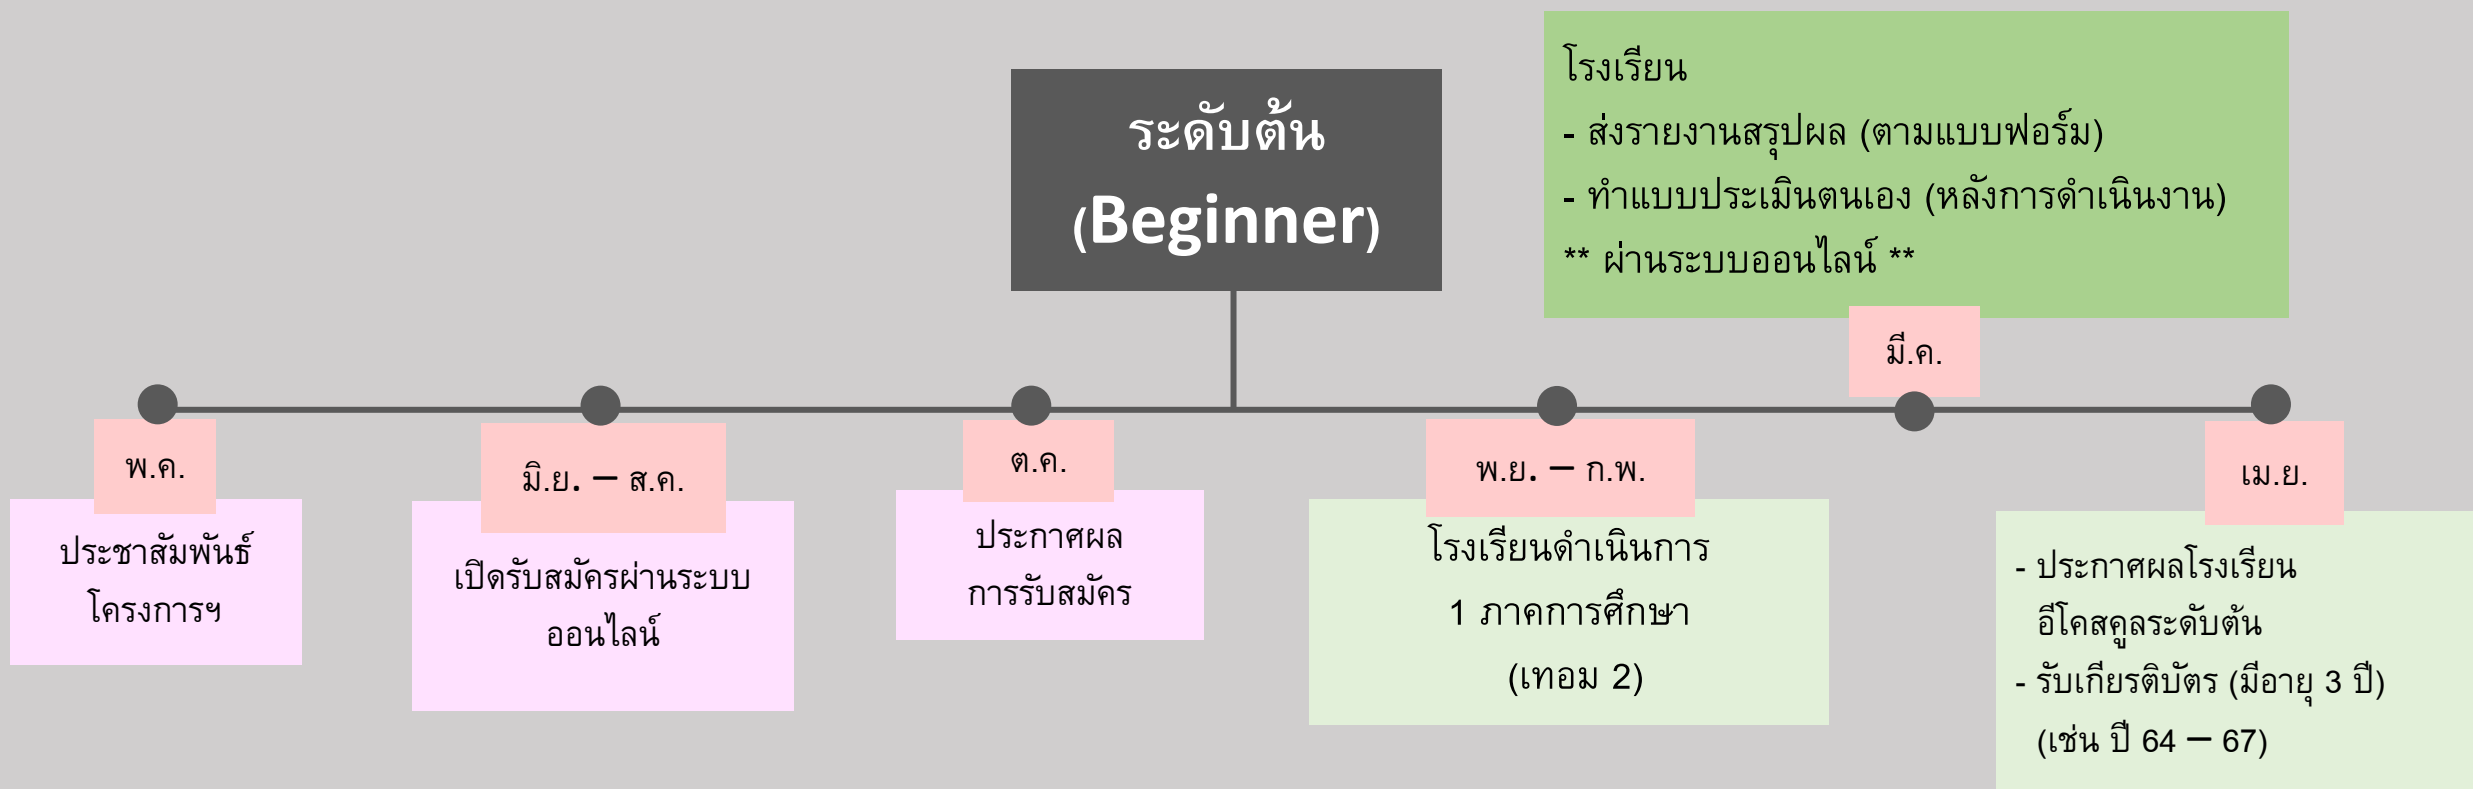 ระดับต้น
(Beginner)
โรงเรียน
- ส่งรายงานสรุปผล (ตามแบบฟอร์ม)
- ทำแบบประเมินตนเอง (หลังการดำเนินงาน)
** ผ่านระบบออนไลน์ **
พ.ค.
ประชาสัมพันธ์
โครงการฯ
มิ.ย. – ส.ค.
เปิดรับสมัครผ่านระบบ
ออนไลน์
ต.ค.
ประกาศผล
การรับสมัคร
พ.ย. – ก.พ.
โรงเรียนดำเนินการ
1 ภาคการศึกษา
(เทอม 2)
มี.ค.
เม.ย.
- ประกาศผลโรงเรียน
อีโคสคูลระดับต้น
- รับเกียรติบัตร (มีอายุ 3 ปี)
(เช่น ปี 64 – 67)